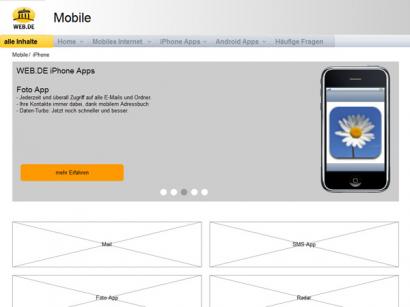 WEB.DE
Mobile
alle Inhalte Home Mobiles Internet iPhone Apps Android Apps Häufige Fragen
Mobile / iPhone
WEB.DE iPhone Apps
Foto App
- Jederzeit und überall Zugriff auf alle E-Mails und Ordner.
- Ihre Kontakte immer dabei, dank mobilem Adressbuch
- Daten-Turbo: Jetzt noch schneller und besser.
mehr Erfahren
Mail SMS-App
Foto App Radar